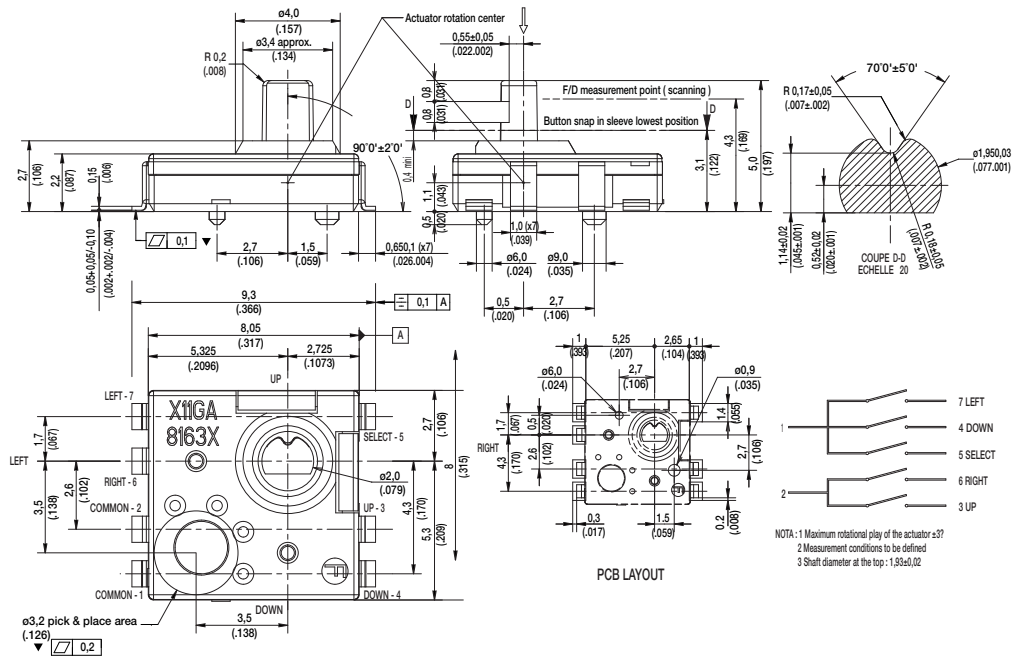 ø4,0
(.157)
ø3,4 approx.
(.134)
R 0,2
(.008)
Actuator rotation center
0,55±0,05
(.022.002)
0,8
(.031)
0,8
(.031)
D
F/D measurement point ( scanning )
Button snap in sleeve lowest position
D
90°0'±2°0'
0,4 mini
1,1
(.043)
0,5
(.020)
3,1
(.122)
4,3
(.169)
5,0
(.197)
70°0'±5°0'
R 0,17±0,05
(.007±.002)
ø1,950,03
(.077.001)
1,14±0,02
(.045±.001)
0,52±0,02
(.020±.001)
R 0,18±0,05
(.007±.002)
COUPE D-D
ECHELLE 20
2,7
(.106)
2,2
(.087)
0,15
(.006)
0,1
0,05+0,05/-0,10
(.002+.002/-.004)
2,7
(.106)
1,5
(.059)
0,650,1 (x7)
(.026.004)
1,0 (x7)
(.039)
ø6,0
(.024)
ø9,0
(.035)
0,5
(.020)
2,7
(.106)
9,3
(.366)
0,1 A
8,05
(.317)
A
5,325
(.2096)
2,725
(.1073)
UP
LEFT - 7
X11GA
8163X
SELECT - 5
1,7
(.067)
LEFT
RIGHT - 6
3,5
(.138)
2,6
(.102)
COMMON - 2
ø2,0
(.079)
UP - 3
2,7
(.106)
8
(.315)
4,3
(.170)
5,3
(.209)
RIGHT
COMMON - 1
DOWN
DOWN - 4
ø3,2 pick & place area
(.126)
0,2
3,5
(.138)
1
(.393)
5,25
(.207)
2,65
(.104)
1
(.393)
ø6,0
(.024)
2,7
(.106)
ø0,9
(.035)
1,7
(.067)
0,5
(.020)
1,4
(.055)
4,3
(.170)
2,6
(.102)
2,7
(.106)
0,3
(.017)
1.5
(.059)
0.2
(.008)
PCB LAYOUT
1
7 LEFT
4 DOWN
5 SELECT
2
6 RIGHT
3 UP
NOTA : 1 Maximum rotational play of the actuator ±3?
2 Measurement conditions to be defined
3 Shaft diameter at the top : 1,93±0,02